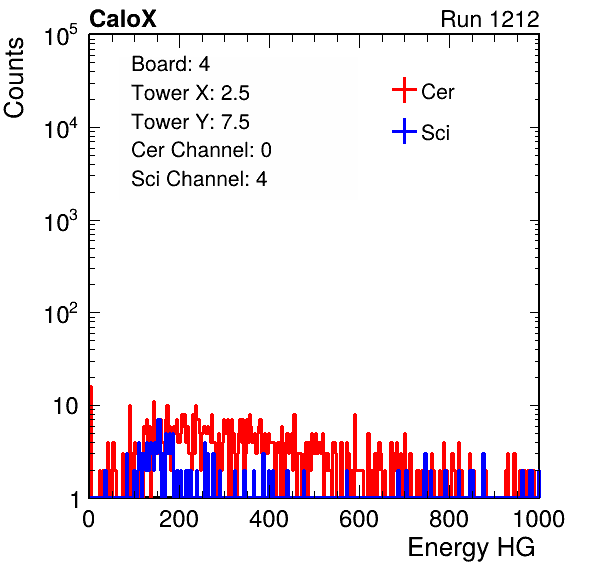 CaloX Run 1212
Counts
10^5
10^4
10^3
10^2
10
1
Board: 4
Tower X: 2.5
Tower Y: 7.5
Cer Channel: 0
Sci Channel: 4
Cer
Sci
0 200 400 600 800 1000
Energy HG